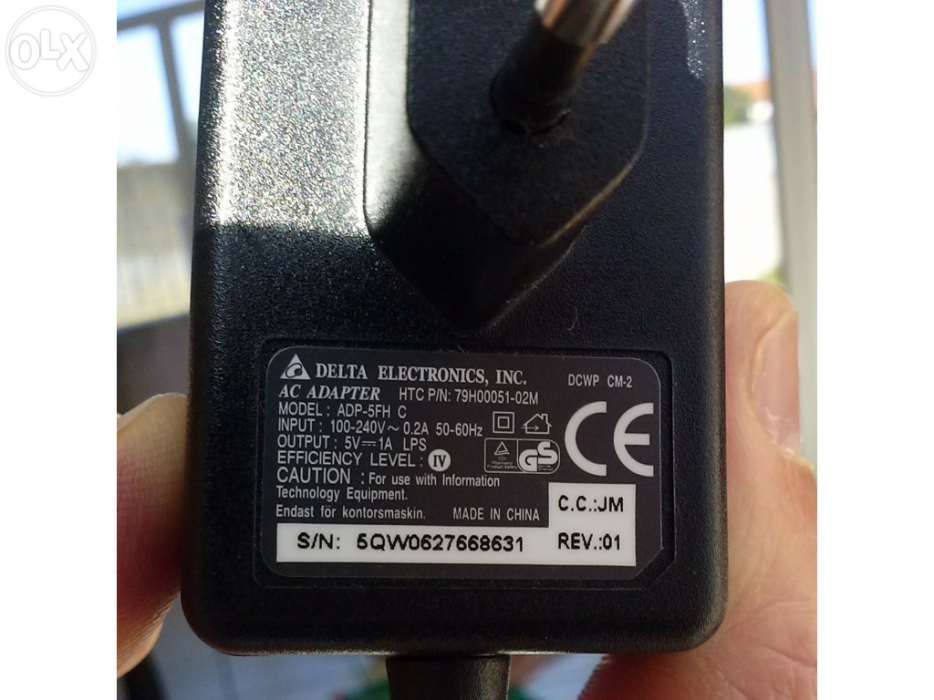 OLX
DELTA ELECTRONICS, INC.
DCWP CM-2
AC ADAPTER HTC P/N: 79H00051-02M
MODEL : ADP-5FH C
INPUT : 100-240V~ 0.2A 50-60Hz
OUTPUT : 5V⎓1A LPS
EFFICIENCY LEVEL : IV
GS
CE
CAUTION : For use with Information
Technology Equipment.
Endast för kontorsmaskin. MADE IN CHINA
C.C.:JM
S/N: 5QW0627668631
REV.:01